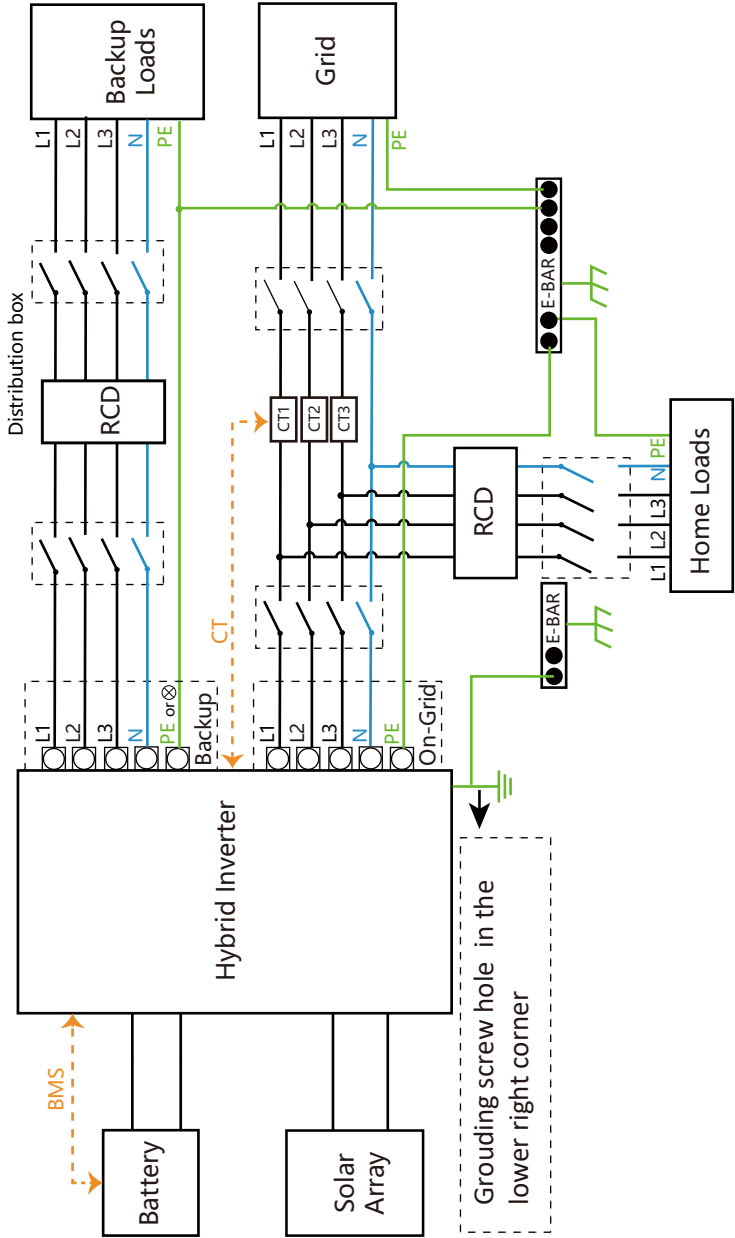 Backup
Loads
Grid
L1
L2
L3
N
PE
L1
L2
L3
N
PE
Distribution box
RCD
CT1
CT2
CT3
E-BAR
CT
RCD
L1
L2
L3
N
PE
Home Loads
E-BAR
L1
L2
L3
N
PE or
Backup
L1
L2
L3
N
PE
On-Grid
Hybrid Inverter
BMS
Battery
Solar
Array
Grouding screw hole in the
lower right corner